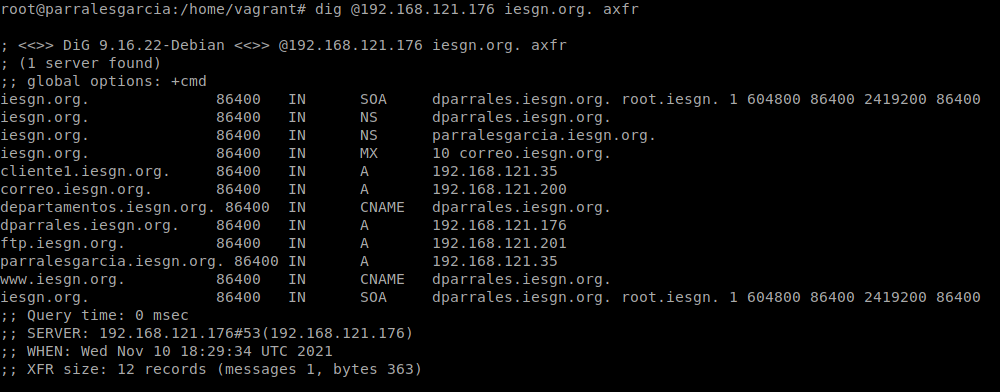 root@parralesgarcia:/home/vagrant# dig @192.168.121.176 iesgn.org. axfr
; <<>> DiG 9.16.22-Debian <<>> @192.168.121.176 iesgn.org. axfr
; (1 server found)
;; global options: +cmd
iesgn.org. 86400 IN SOA dparrales.iesgn.org. root.iesgn. 1 604800 86400 2419200 86400
iesgn.org. 86400 IN NS dparrales.iesgn.org.
iesgn.org. 86400 IN NS parralesgarcia.iesgn.org.
iesgn.org. 86400 IN MX 10 correo.iesgn.org.
cliente1.iesgn.org. 86400 IN A 192.168.121.35
correo.iesgn.org. 86400 IN A 192.168.121.200
departamentos.iesgn.org. 86400 IN CNAME dparrales.iesgn.org.
dparrales.iesgn.org. 86400 IN A 192.168.121.176
ftp.iesgn.org. 86400 IN A 192.168.121.201
parralesgarcia.iesgn.org. 86400 IN A 192.168.121.35
www.iesgn.org. 86400 IN CNAME dparrales.iesgn.org.
iesgn.org. 86400 IN SOA dparrales.iesgn.org. root.iesgn. 1 604800 86400 2419200 86400
;; Query time: 0 msec
;; SERVER: 192.168.121.176#53(192.168.121.176)
;; WHEN: Wed Nov 10 18:29:34 UTC 2021
;; XFR size: 12 records (messages 1, bytes 363)